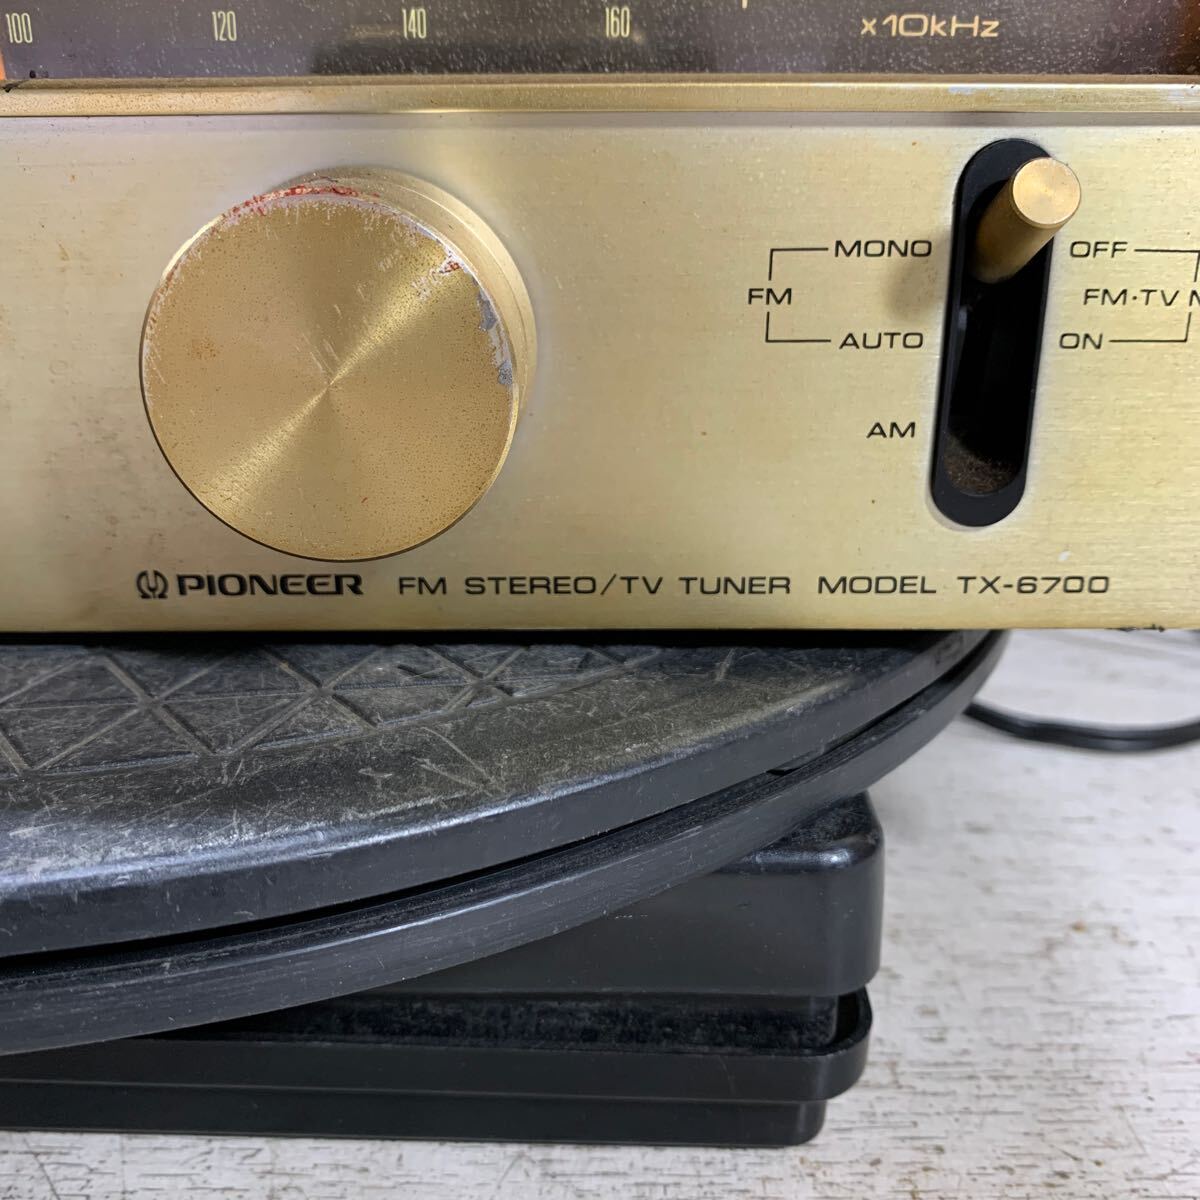 100 120 140 160 x10kHz
MONO OFF
FM FM·TV
AUTO ON
AM
PIONEER FM STEREO/TV TUNER MODEL TX-6700